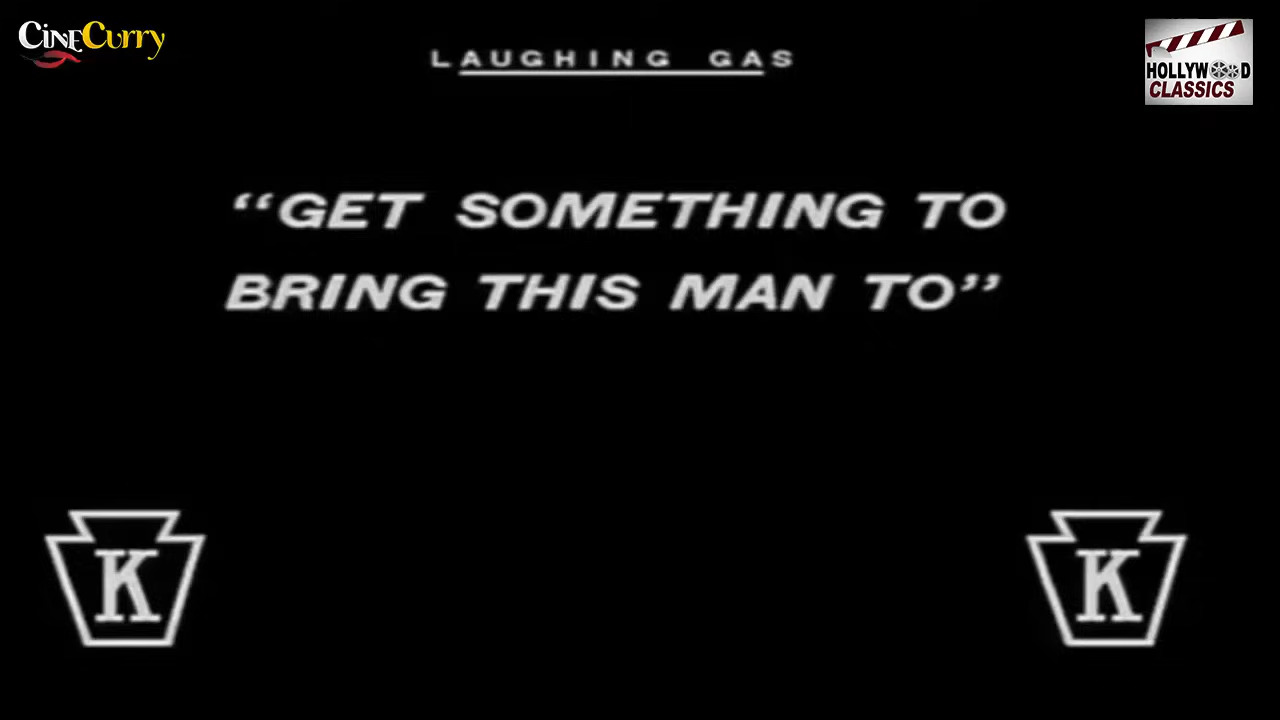 CINECURRY
LAUGHING GAS
HOLLYWOOD
CLASSICS
“GET SOMETHING TO
BRING THIS MAN TO”
K
K